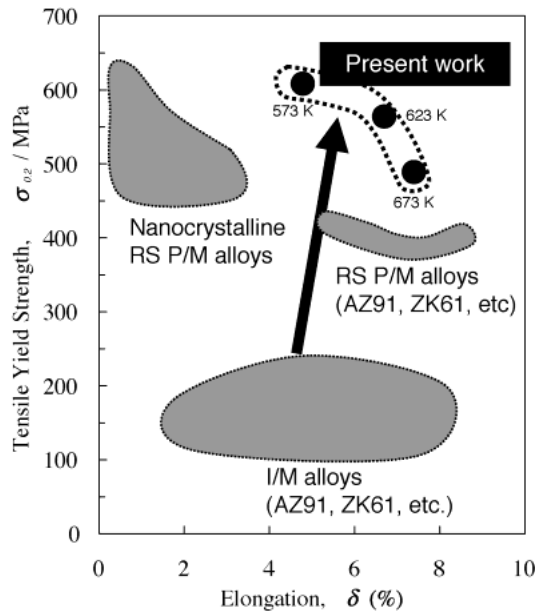 Present work
573 K
623 K
673 K
Nanocrystalline
RS P/M alloys
RS P/M alloys
(AZ91, ZK61, etc)
I/M alloys
(AZ91, ZK61, etc.)
Tensile Yield Strength, σ0.2 / MPa
700
600
500
400
300
200
100
0
0 2 4 6 8 10
Elongation, δ (%)